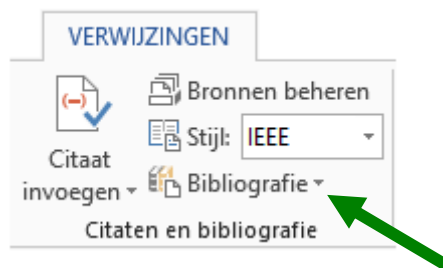 VERWIJZINGEN
Bronnen beheren
Stijl: IEEE
Citaat
invoegen
Bibliografie
Citaten en bibliografie